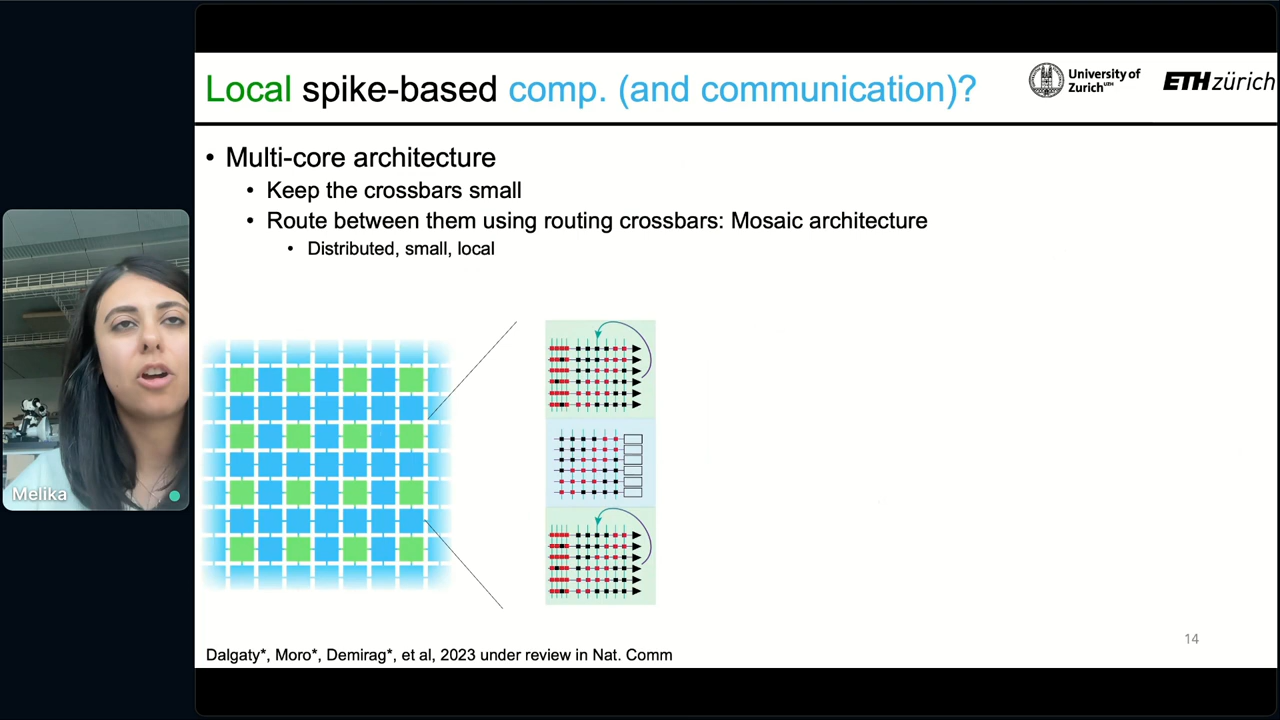 Local spike-based comp. (and communication)?
University of
Zurich UZH
ETH zürich
• Multi-core architecture
• Keep the crossbars small
• Route between them using routing crossbars: Mosaic architecture
• Distributed, small, local
Melika
14
Dalgaty*, Moro*, Demirag*, et al, 2023 under review in Nat. Comm